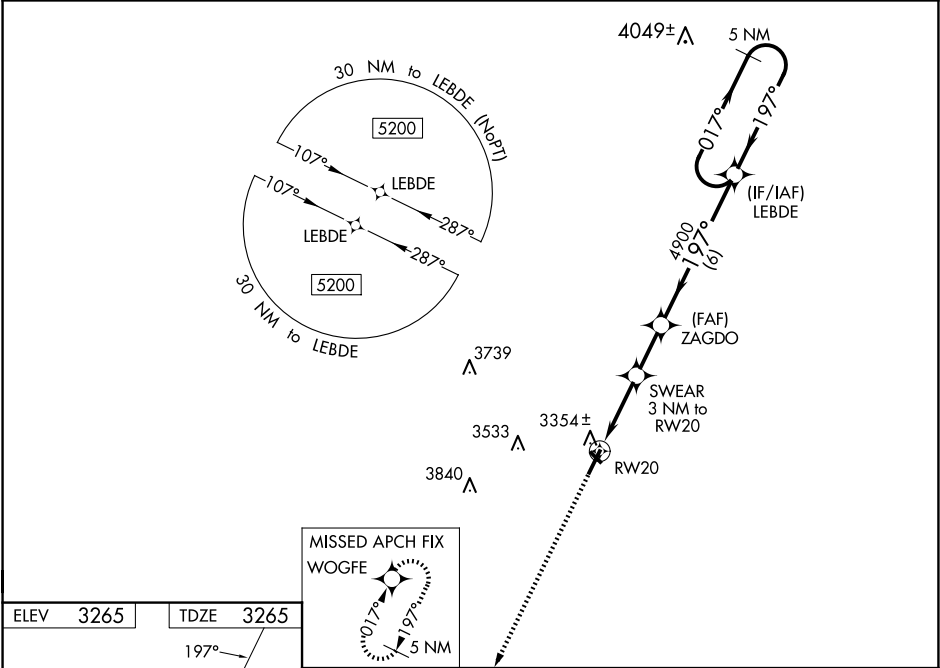 4049±
5 NM
30 NM to LEBDE (NoPT)
5200
107°
LEBDE
287°
107°
LEBDE
287°
5200
30 NM to LEBDE
017°
197°
(IF/IAF)
LEBDE
4900
197°
(6)
(FAF)
ZAGDO
SWEAR
3 NM to
RW20
3739
3533
3354±
3840
RW20
MISSED APCH FIX
WOGFE
017°
197°
5 NM
ELEV 3265
TDZE 3265
197°